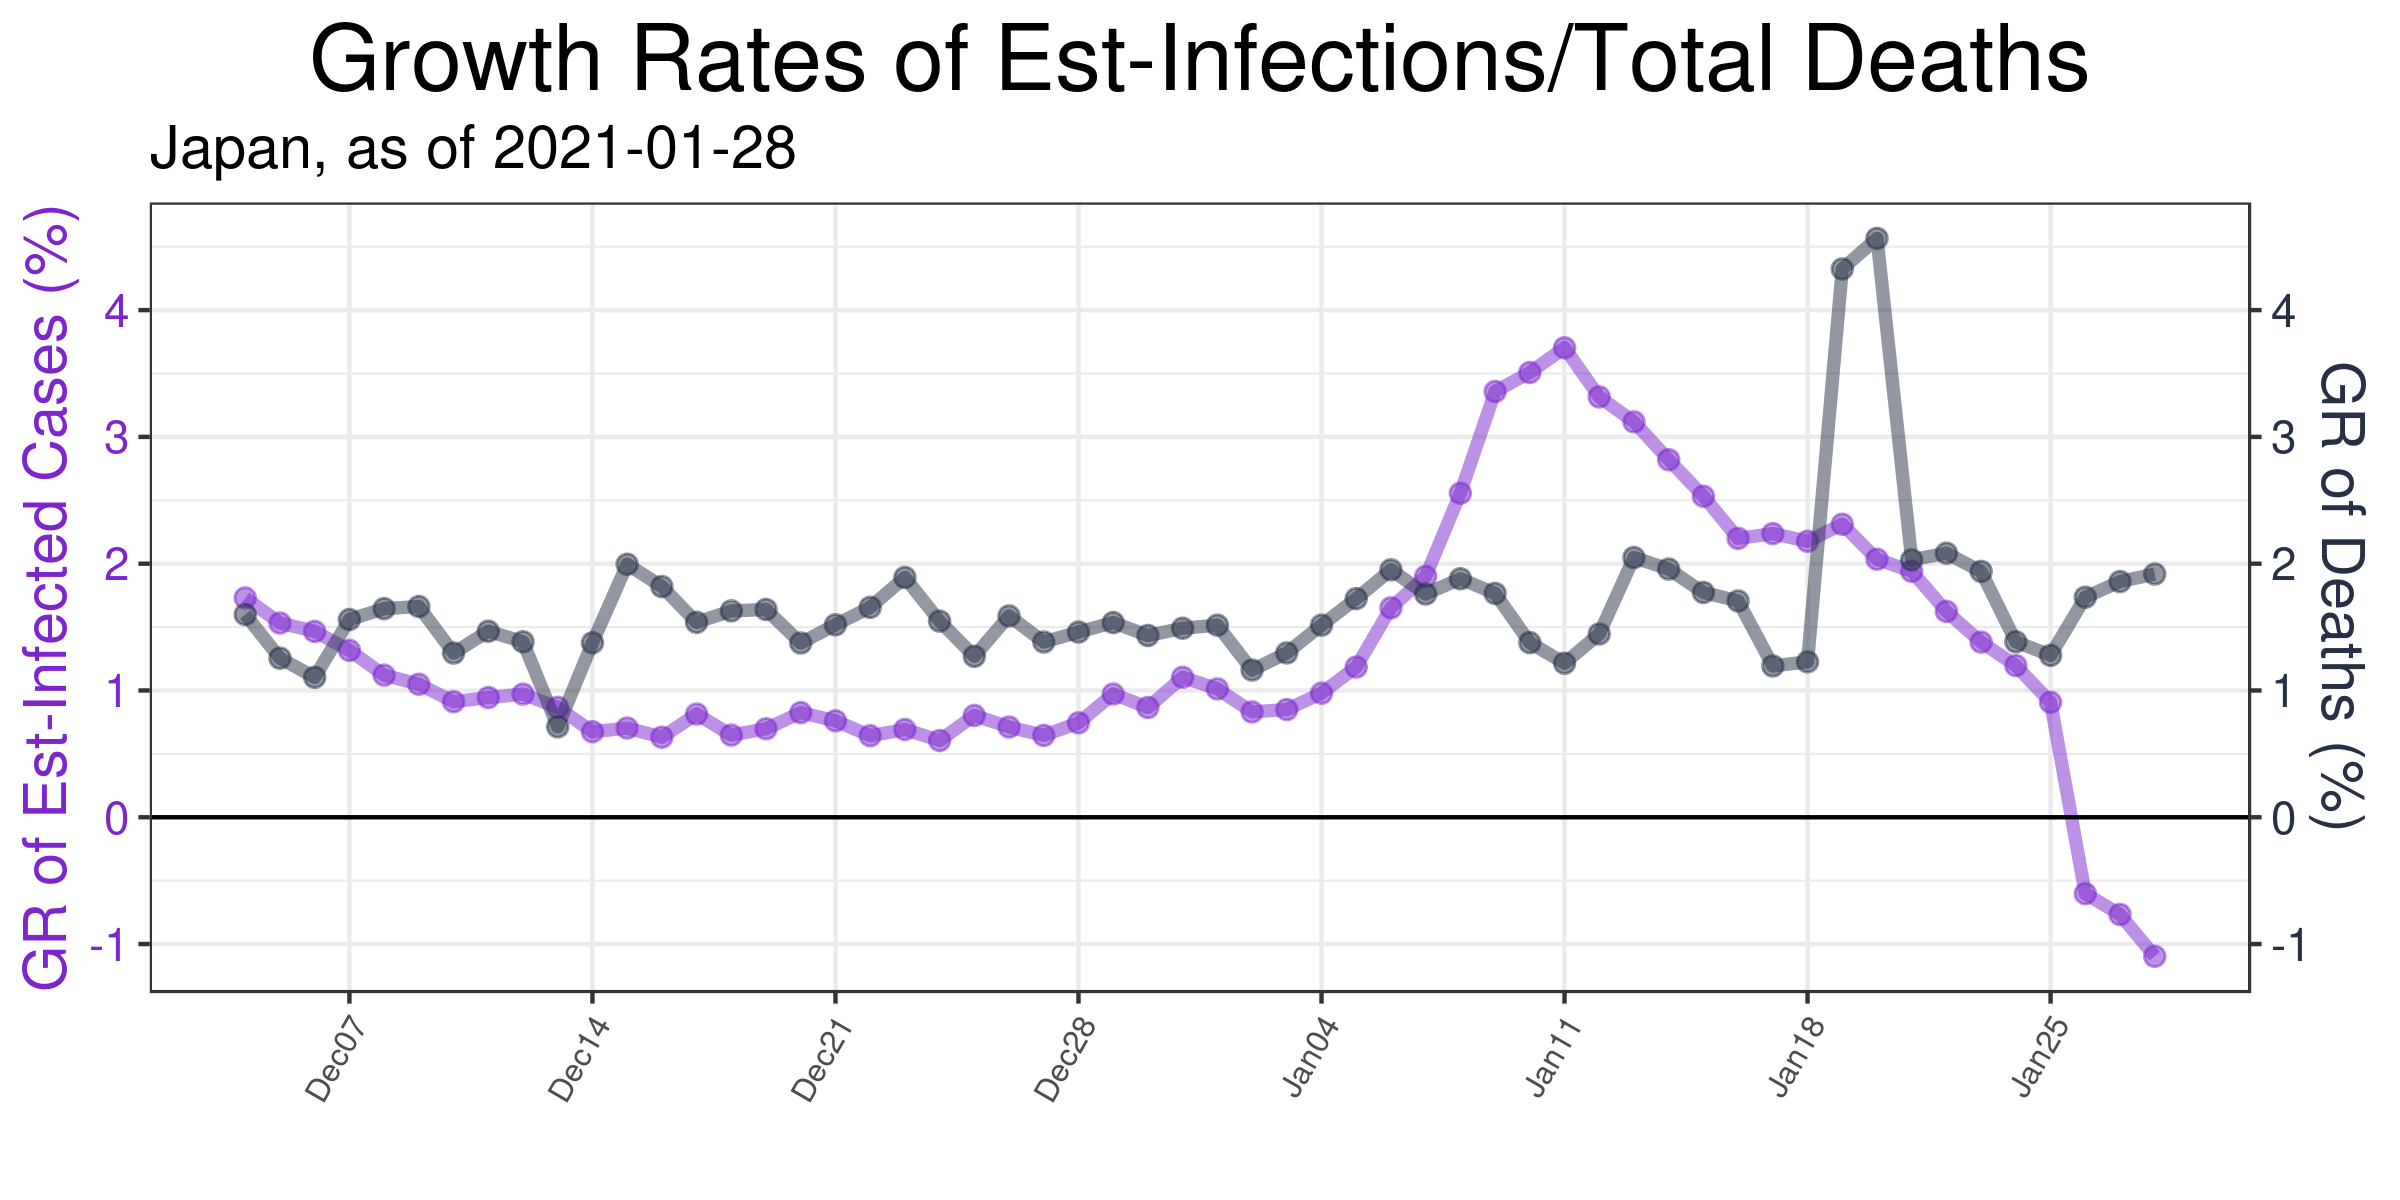 Growth Rates of Est-Infections/Total Deaths
Japan, as of 2021-01-28
GR of Est-Infected Cases (%)
4
3
2
1
0
-1
4
3
2
1
0
-1
GR of Deaths (%)
Dec07
Dec14
Dec21
Dec28
Jan04
Jan11
Jan18
Jan25